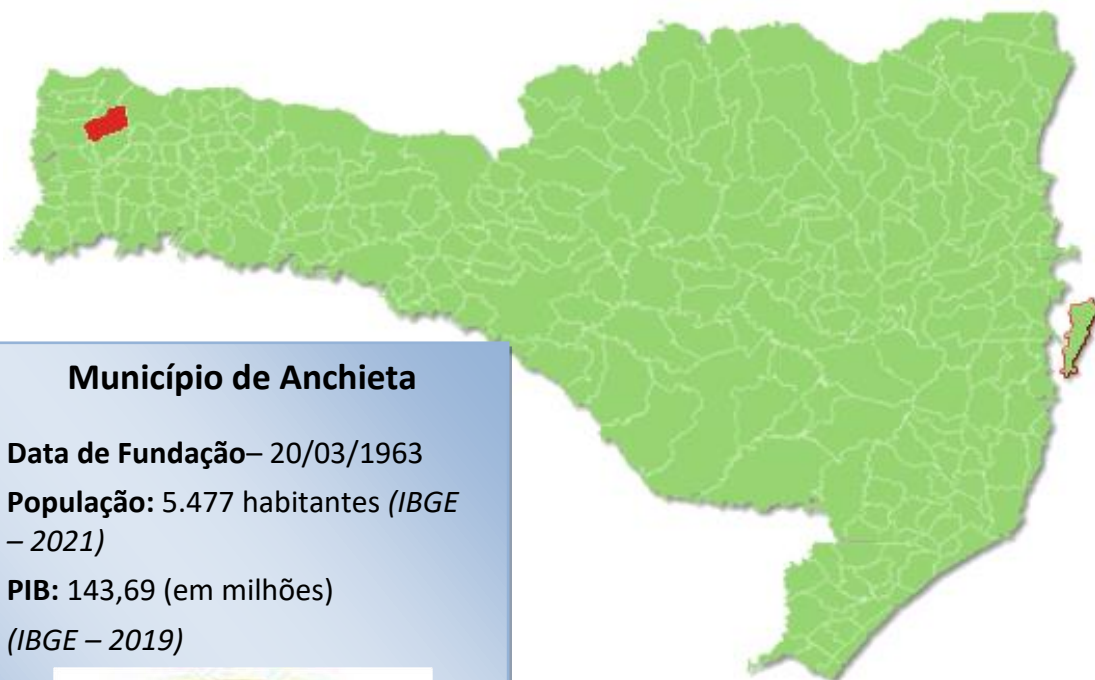 Município de Anchieta
Data de Fundação– 20/03/1963
População: 5.477 habitantes (IBGE
– 2021)
PIB: 143,69 (em milhões)
(IBGE – 2019)